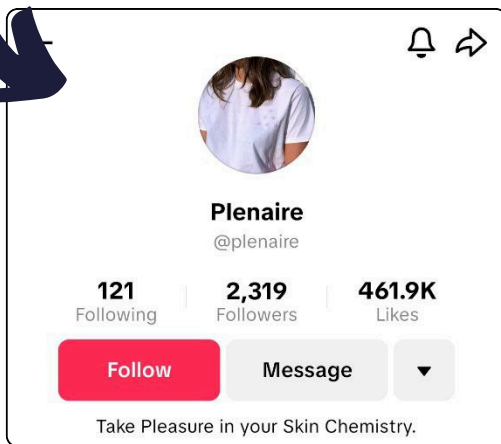 Plenaire
@plenaire
121 2,319 461.9K
Following Followers Likes
Follow Message
Take Pleasure in your Skin Chemistry.